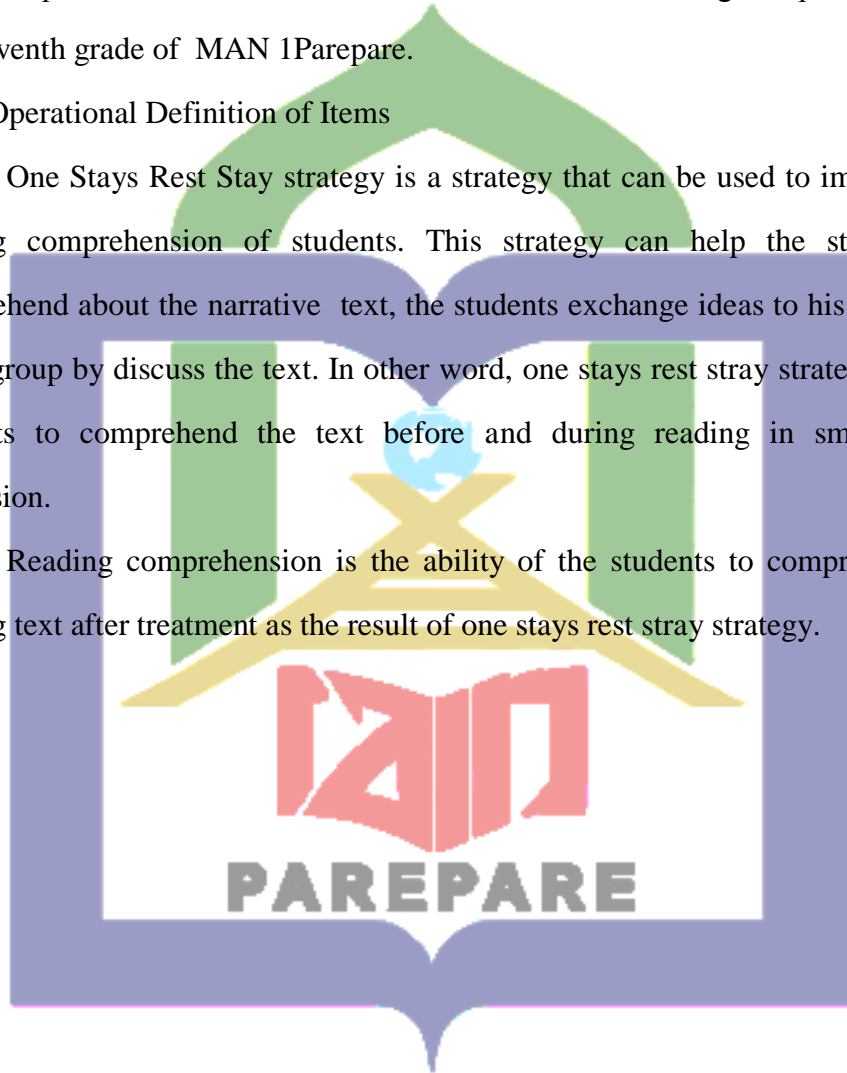 venth grade of MAN 1Parepare.
Operational Definition of Items
One Stays Rest Stay strategy is a strategy that can be used to im
g comprehension of students. This strategy can help the st
ehend about the narrative text, the students exchange ideas to his
group by discuss the text. In other word, one stays rest stray strate
ts to comprehend the text before and during reading in sm
sion.
Reading comprehension is the ability of the students to compr
g text after treatment as the result of one stays rest stray strategy.
iain
PAREPARE